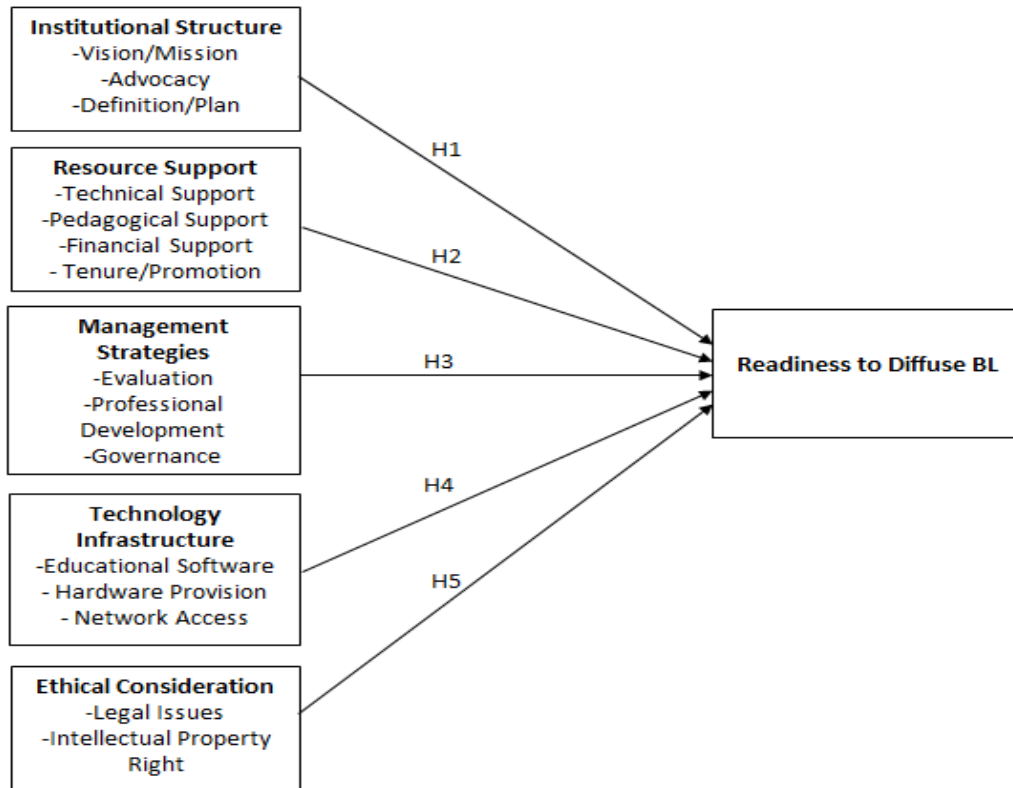 Institutional Structure
-Vision/Mission
-Advocacy
-Definition/Plan
H1
Resource Support
-Technical Support
-Pedagogical Support
-Financial Support
- Tenure/Promotion
H2
Management
Strategies
-Evaluation
-Professional
Development
-Governance
H3
Readiness to Diffuse BL
Technology
Infrastructure
-Educational Software
- Hardware Provision
- Network Access
H4
Ethical Consideration
-Legal Issues
-Intellectual Property
Right
H5